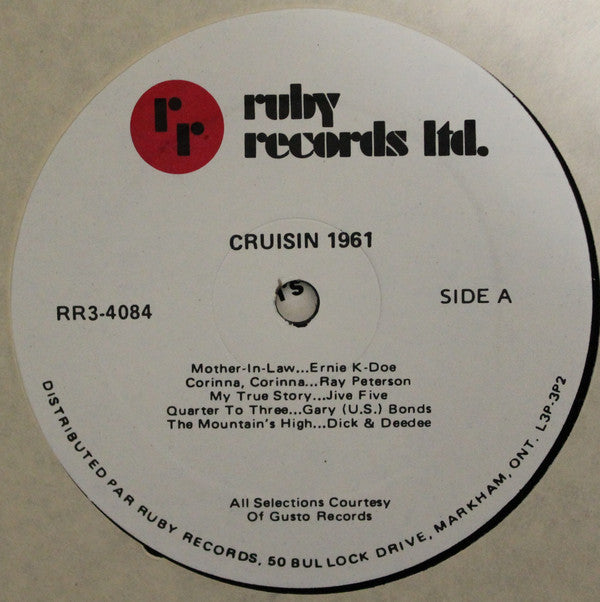 r
r
ruby
records ltd.
CRUISIN 1961
RR3-4084
SIDE A
Mother-In-Law...Ernie K-Doe
Corinna, Corinna...Ray Peterson
My True Story...Jive Five
Quarter To Three...Gary (U.S.) Bonds
The Mountain's High...Dick & Deedee
All Selections Courtesy
Of Gusto Records
DISTRIBUTED PAR RUBY RECORDS, 50 BULLOCK DRIVE, MARKHAM, ONT. L3P-3P2